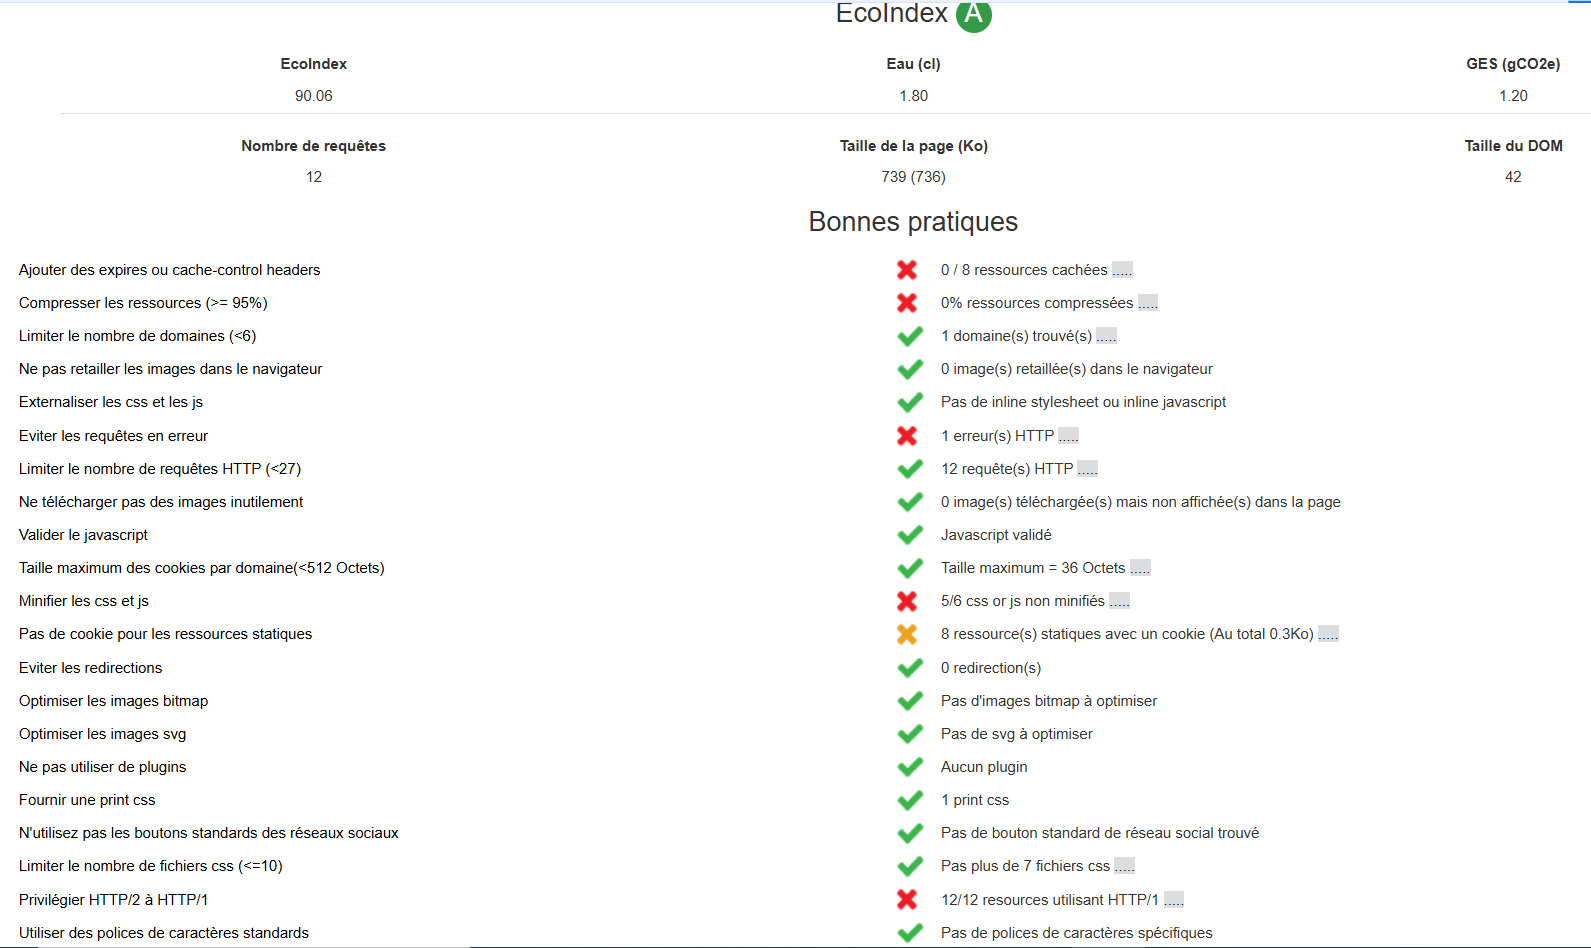 EcoIndex A
EcoIndex Eau (cl) GES (gCO2e)
90.06 1.80 1.20
Nombre de requêtes Taille de la page (Ko) Taille du DOM
12 739 (736) 42
Bonnes pratiques
Ajouter des expires ou cache-control headers 0 / 8 ressources cachées .....
Compresser les ressources (>= 95%) 0% ressources compressées .....
Limiter le nombre de domaines (<6) 1 domaine(s) trouvé(s) .....
Ne pas retailler les images dans le navigateur 0 image(s) retaillée(s) dans le navigateur
Externaliser les css et les js Pas de inline stylesheet ou inline javascript
Eviter les requêtes en erreur 1 erreur(s) HTTP .....
Limiter le nombre de requêtes HTTP (<27) 12 requête(s) HTTP .....
Ne télécharger pas des images inutilement 0 image(s) téléchargée(s) mais non affichée(s) dans la page
Valider le javascript Javascript validé
Taille maximum des cookies par domaine(<512 Octets) Taille maximum = 36 Octets .....
Minifier les css et js 5/6 css or js non minifiés .....
Pas de cookie pour les ressources statiques 8 ressource(s) statiques avec un cookie (Au total 0.3Ko) .....
Eviter les redirections 0 redirection(s)
Optimiser les images bitmap Pas d'images bitmap à optimiser
Optimiser les images svg Pas de svg à optimiser
Ne pas utiliser de plugins Aucun plugin
Fournir une print css 1 print css
N'utilisez pas les boutons standards des réseaux sociaux Pas de bouton standard de réseau social trouvé
Limiter le nombre de fichiers css (<=10) Pas plus de 7 fichiers css .....
Privilégier HTTP/2 à HTTP/1 12/12 resources utilisant HTTP/1 .....
Utiliser des polices de caractères standards Pas de polices de caractères spécifiques